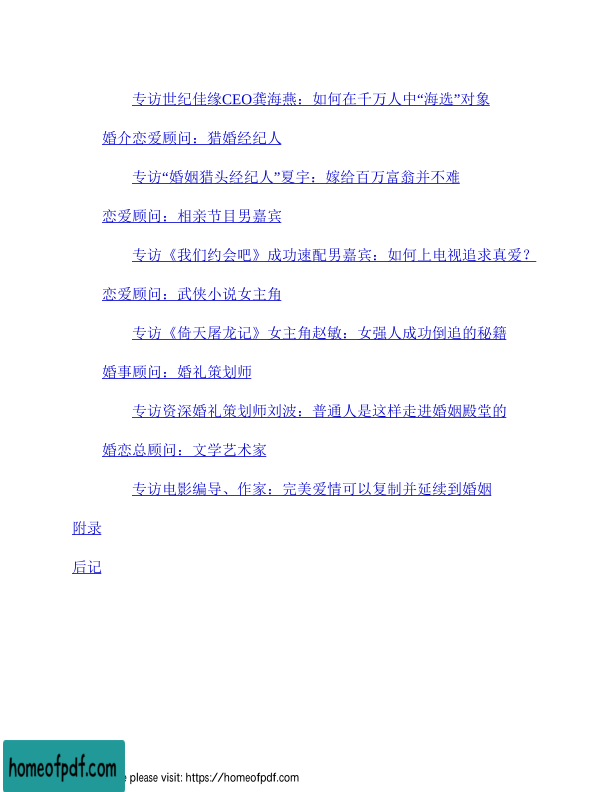 专访世纪佳缘CEO龚海燕：如何在千万人中“海选”对象
婚介恋爱顾问：猎婚经纪人
专访“婚姻猎头经纪人”夏宇：嫁给百万富翁并不难
恋爱顾问：相亲节目男嘉宾
专访《我们约会吧》成功速配男嘉宾：如何上电视追求真爱？
恋爱顾问：武侠小说女主角
专访《倚天屠龙记》女主角赵敏：女强人成功倒追的秘籍
婚事顾问：婚礼策划师
专访资深婚礼策划师刘波：普通人是这样走进婚姻殿堂的
婚恋总顾问：文学艺术家
专访电影编导、作家：完美爱情可以复制并延续到婚姻
附录
后记
homeofpdf.com
please visit: https://homeofpdf.com